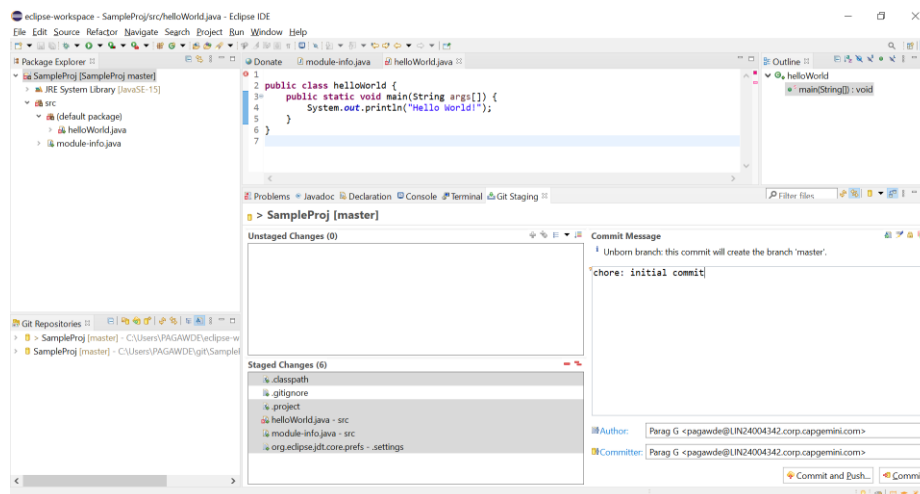 eclipse-workspace - SampleProj/src/helloWorld.java - Eclipse IDE
File Edit Source Refactor Navigate Search Project Run Window Help
Package Explorer
Donate module-info.java helloWorld.java
Outline
SampleProj [SampleProj master]
JRE System Library [JavaSE-15]
src
(default package)
helloWorld.java
module-info.java
1
2 public class helloWorld {
3 public static void main(String args[]) {
4 System.out.println("Hello World!");
5 }
6 }
7
helloWorld
main(String[]) : void
Problems Javadoc Declaration Console Terminal Git Staging
Filter files
> SampleProj [master]
Unstaged Changes (0)
Commit Message
Unborn branch: this commit will create the branch 'master'.
chore: initial commit
Git Repositories
> SampleProj [master] - C:\Users\PAGAWDE\eclipse-w
SampleProj [master] - C:\Users\PAGAWDE\git\Sample
Staged Changes (6)
.classpath
.gitignore
.project
helloWorld.java - src
module-info.java - src
org.eclipse.jdt.core.prefs - .settings
Author: Parag G <pagawde@LIN24004342.corp.capgemini.com>
Committer: Parag G <pagawde@LIN24004342.corp.capgemini.com>
Commit and Push...
Commi